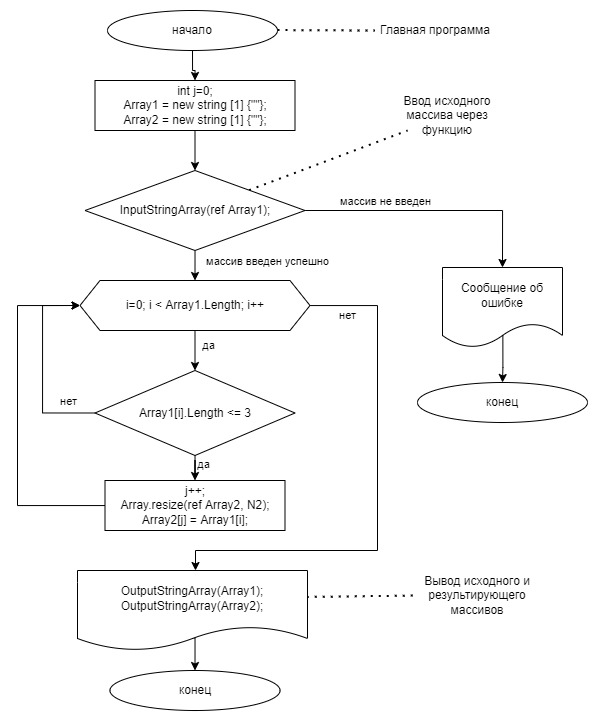 начало
Главная программа
int j=0;
Array1 = new string [1] {""};
Array2 = new string [1] {""};
Ввод исходного
массива через
функцию
InputStringArray(ref Array1);
массив не введен
массив введен успешно
Сообщение об
ошибке
i=0; i < Array1.Length; i++
нет
да
конец
Array1[i].Length <= 3
нет
да
j++;
Array.resize(ref Array2, N2);
Array2[j] = Array1[i];
OutputStringArray(Array1);
OutputStringArray(Array2);
Вывод исходного и
результирующего
массивов
конец